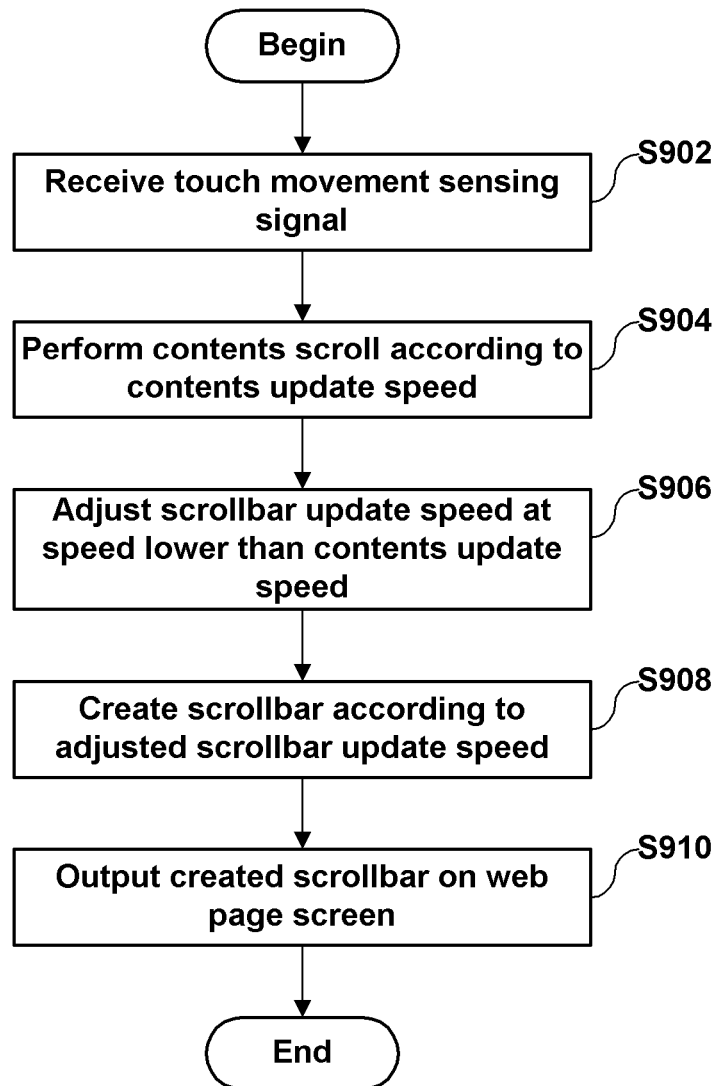 Begin
S902
Receive touch movement sensing
signal
S904
Perform contents scroll according to
contents update speed
S906
Adjust scrollbar update speed at
speed lower than contents update
speed
S908
Create scrollbar according to
adjusted scrollbar update speed
S910
Output created scrollbar on web
page screen
End